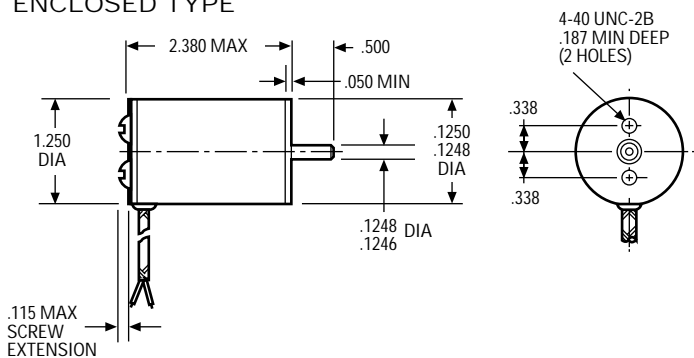 ENCLOSED TYPE
2.380 MAX
.500
.050 MIN
1.250
DIA
.1250
.1248
DIA
.1248
.1246
DIA
.115 MAX
SCREW
EXTENSION
4-40 UNC-2B
.187 MIN DEEP
(2 HOLES)
.338
.338